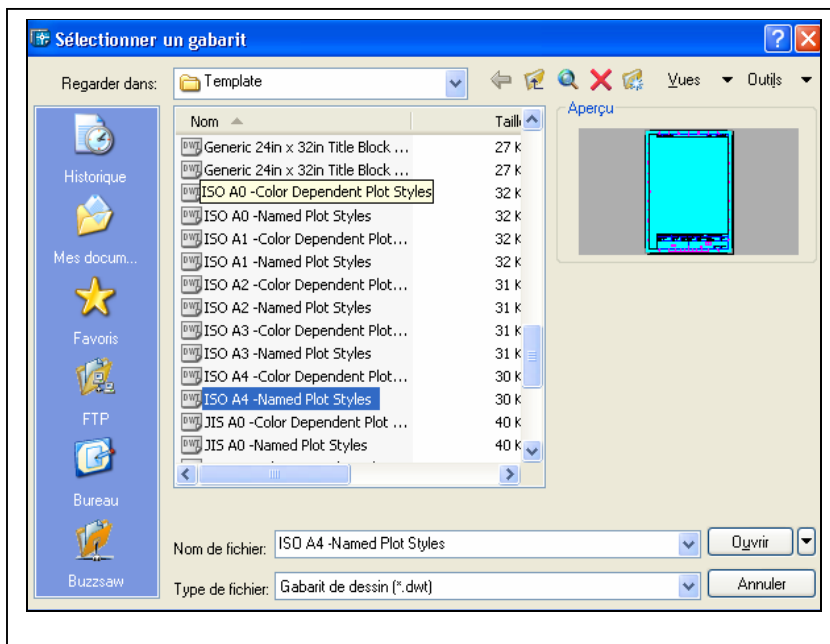 Sélectionner un gabarit
Regarder dans: Template Vues Outils
Nom Taill
Aperçu
Generic 24in x 32in Title Block ... 27 K
Generic 24in x 32in Title Block ... 27 K
ISO A0 -Color Dependent Plot Styles 32 K
ISO A0 -Named Plot Styles 32 K
ISO A1 -Color Dependent Plot... 32 K
ISO A1 -Named Plot Styles 32 K
ISO A2 -Color Dependent Plot... 31 K
ISO A2 -Named Plot Styles 31 K
ISO A3 -Color Dependent Plot... 31 K
ISO A3 -Named Plot Styles 31 K
ISO A4 -Color Dependent Plot... 30 K
ISO A4 -Named Plot Styles 30 K
JIS A0 -Color Dependent Plot ... 40 K
JIS A0 -Named Plot Styles 40 K
Historique
Mes docum...
Favoris
FTP
Bureau
Buzzsaw
Nom de fichier: ISO A4 -Named Plot Styles Ouvrir
Type de fichier: Gabarit de dessin (*.dwt) Annuler